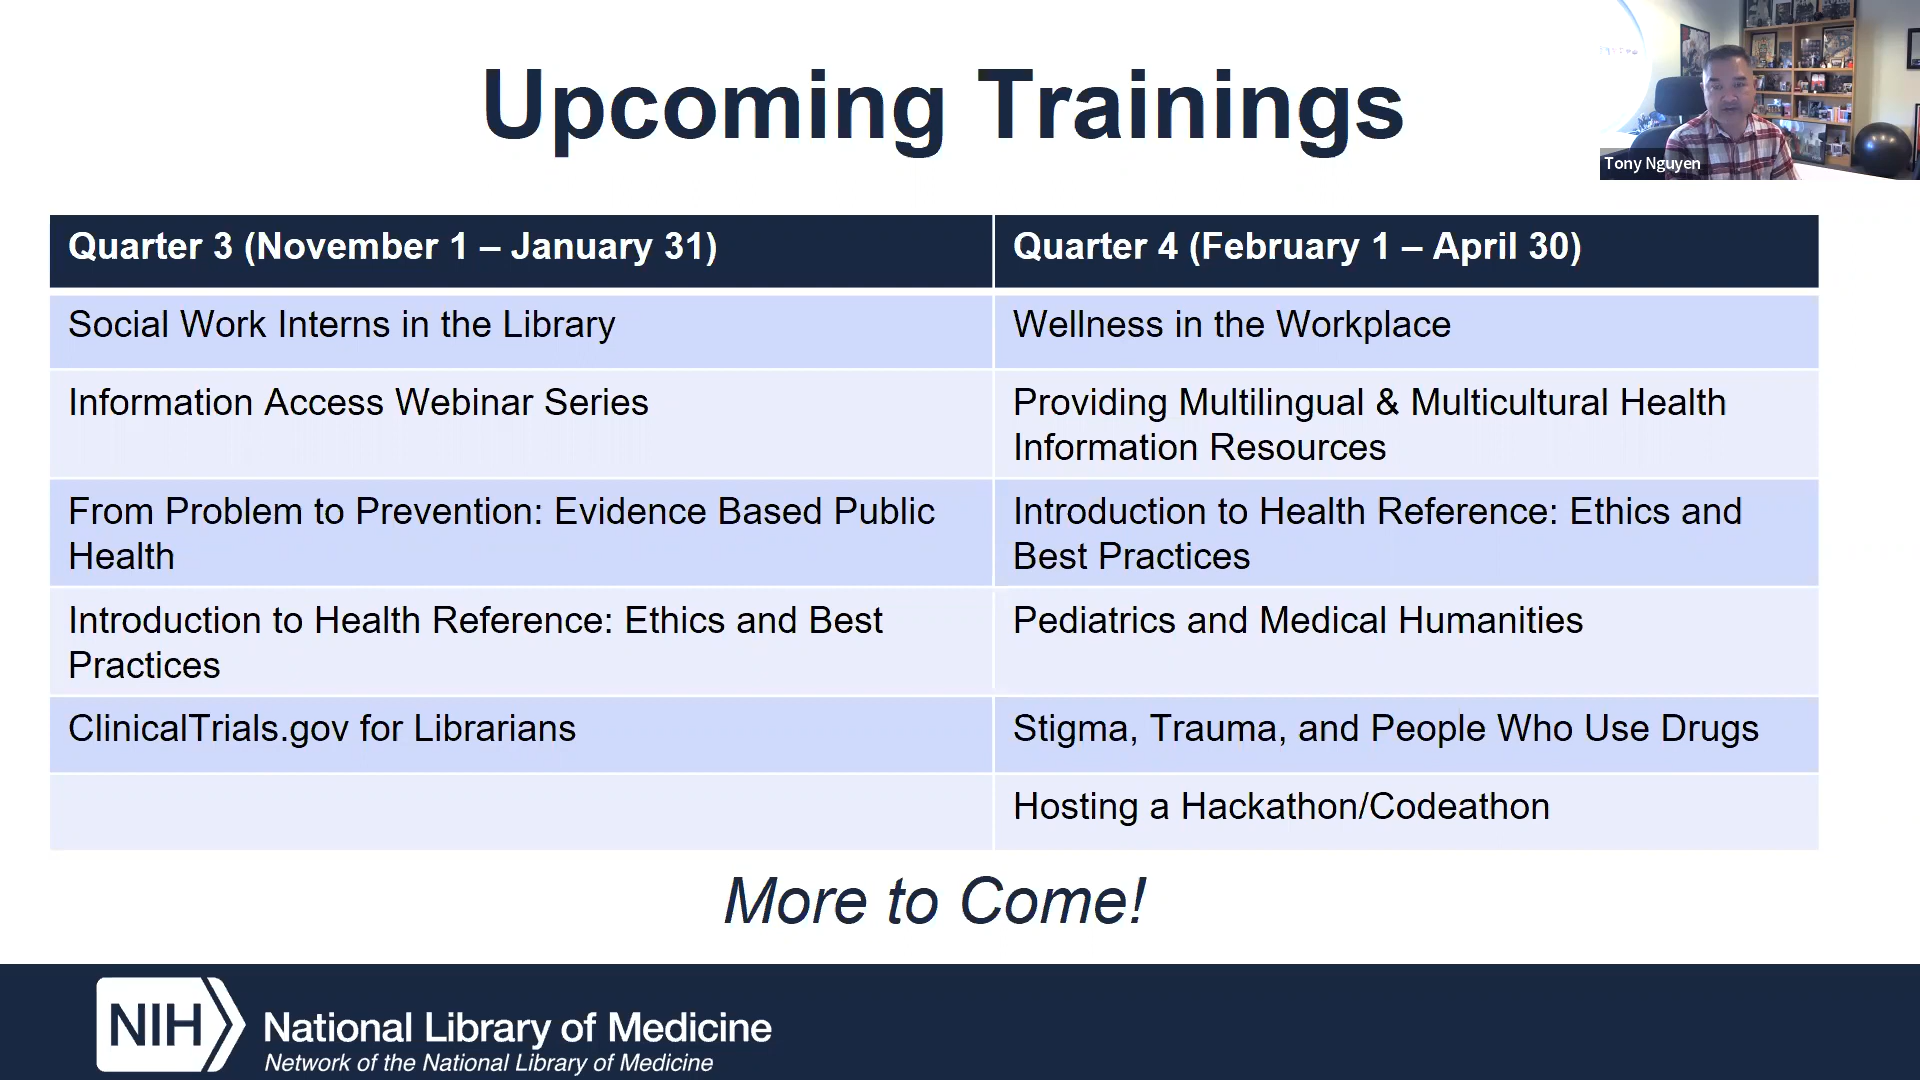 Upcoming Trainings
Tony Nguyen
Quarter 3 (November 1 – January 31)
Quarter 4 (February 1 – April 30)
Social Work Interns in the Library
Wellness in the Workplace
Information Access Webinar Series
Providing Multilingual & Multicultural Health
Information Resources
From Problem to Prevention: Evidence Based Public
Health
Introduction to Health Reference: Ethics and
Best Practices
Introduction to Health Reference: Ethics and Best
Practices
Pediatrics and Medical Humanities
ClinicalTrials.gov for Librarians
Stigma, Trauma, and People Who Use Drugs
Hosting a Hackathon/Codeathon
More to Come!
NIH
National Library of Medicine
Network of the National Library of Medicine